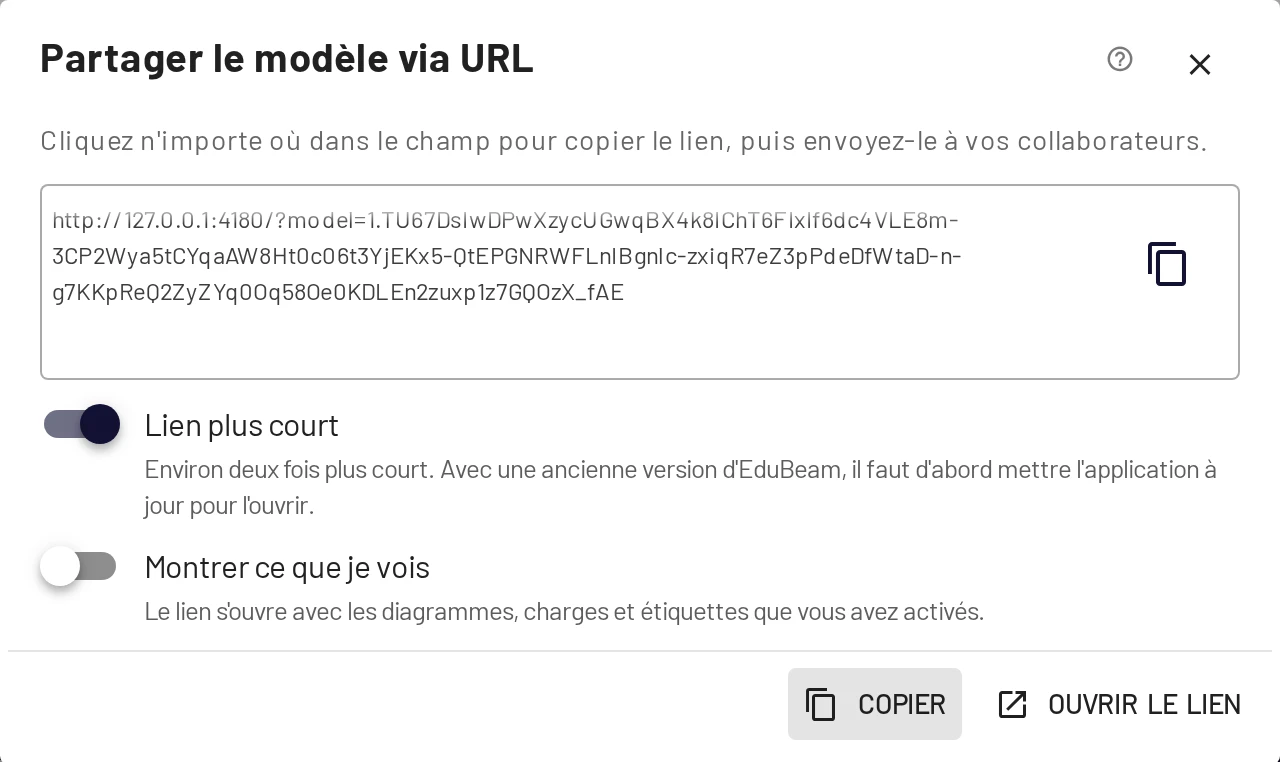 Partager le modèle via URL
Cliquez n'importe où dans le champ pour copier le lien, puis envoyez-le à vos collaborateurs.
http://127.0.0.1:4180/?model=1.TU67DsIwDPwXzycUGwqBX4k8IChT6FIxIf6dc4VLE8m-
3CP2Wya5tCYqaAW8Ht0c06t3YjEKx5-QtEPGNRWFLnIBgnIc-zxiqR7eZ3pPdeDfWtaD-n-
g7KKpReQ2ZyZYq0Oq58Oe0KDLEn2zuxp1z7GQOzX_fAE
Lien plus court
Environ deux fois plus court. Avec une ancienne version d'EduBeam, il faut d'abord mettre l'application à
jour pour l'ouvrir.
Montrer ce que je vois
Le lien s'ouvre avec les diagrammes, charges et étiquettes que vous avez activés.
COPIER OUVRIR LE LIEN